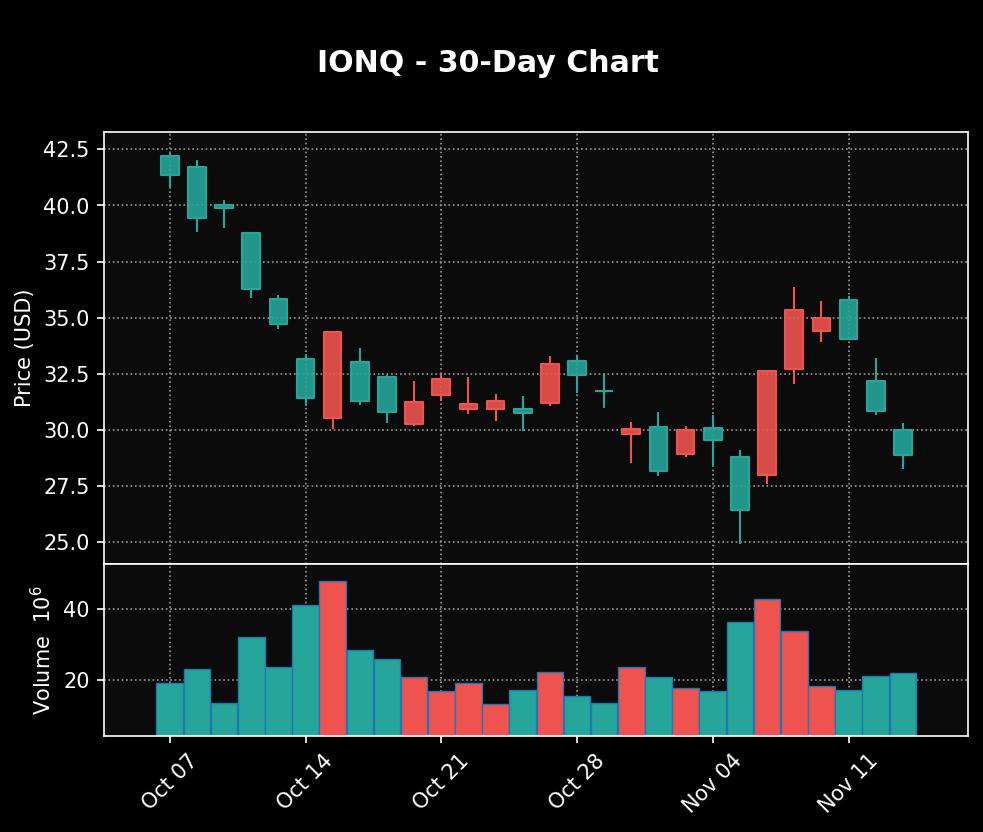 IONQ - 30-Day Chart
Price (USD)
42.5
40.0
37.5
35.0
32.5
30.0
27.5
25.0
Volume 10⁶
40
20
Oct 07
Oct 14
Oct 21
Oct 28
Nov 04
Nov 11